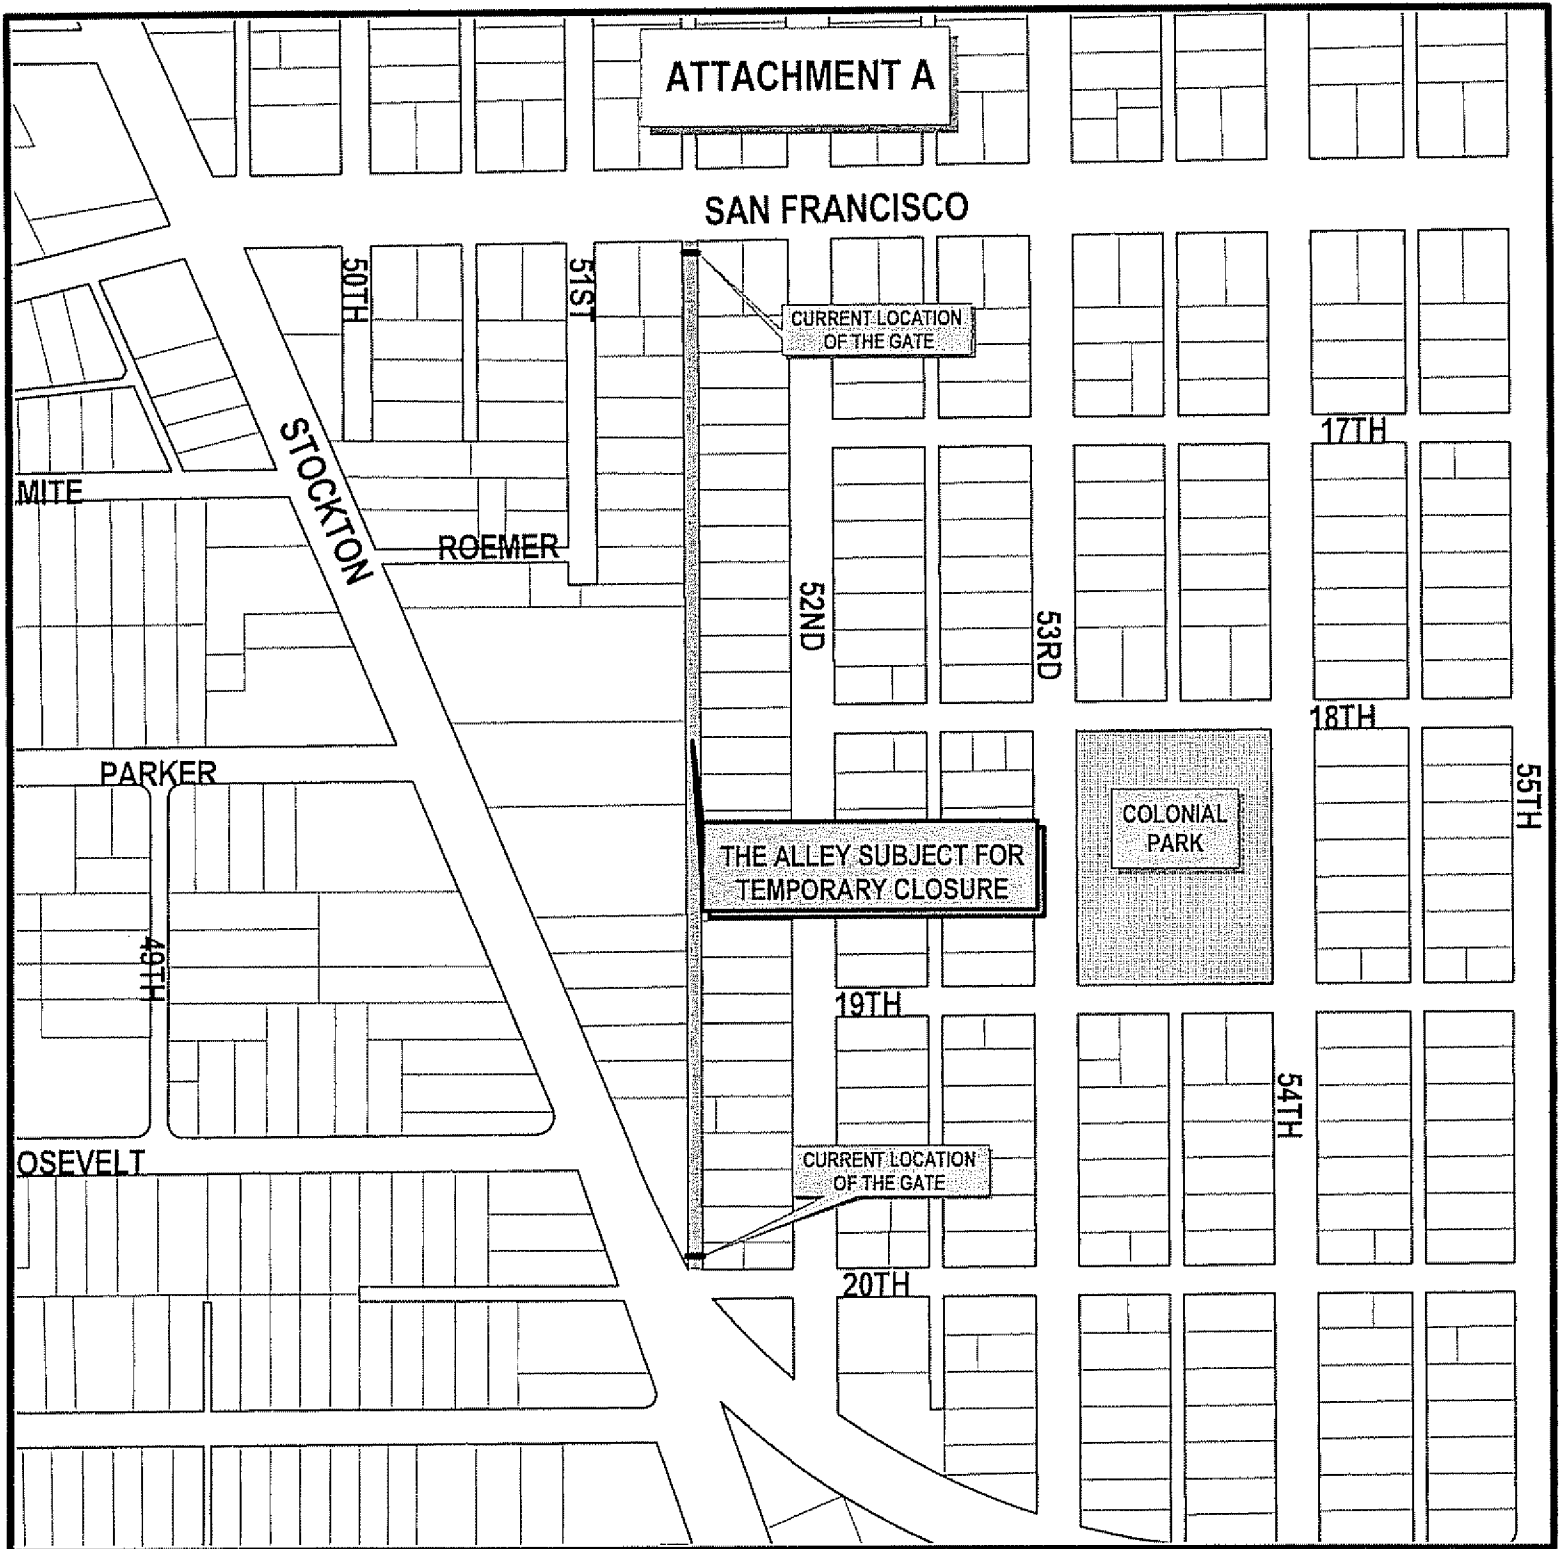 ATTACHMENT A
SAN FRANCISCO
50TH
51ST
CURRENT LOCATION
OF THE GATE
17TH
STOCKTON
MITE
ROEMER
52ND
53RD
18TH
PARKER
55TH
COLONIAL
PARK
THE ALLEY SUBJECT FOR
TEMPORARY CLOSURE
49TH
19TH
54TH
OSEVELT
CURRENT LOCATION
OF THE GATE
20TH